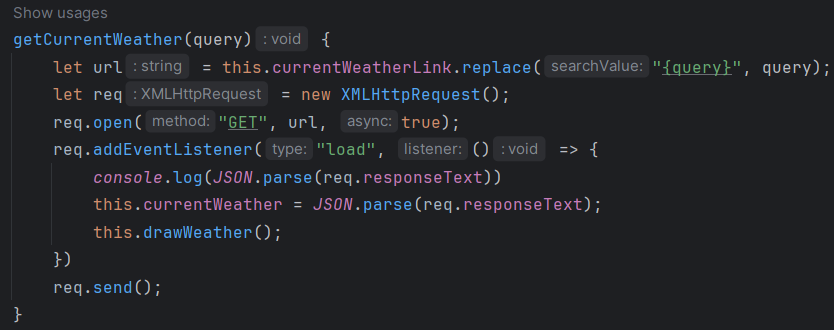 Show usages
getCurrentWeather(query) : void {
let url : string = this.currentWeatherLink.replace( searchValue: "{query}", query);
let req : XMLHttpRequest = new XMLHttpRequest();
req.open( method: "GET", url, async: true);
req.addEventListener( type: "load", listener: () : void => {
console.log(JSON.parse(req.responseText))
this.currentWeather = JSON.parse(req.responseText);
this.drawWeather();
})
req.send();
}